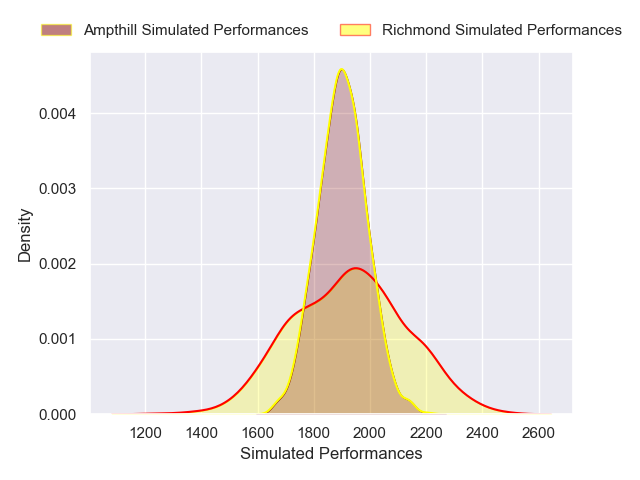 Ampthill Simulated Performances Richmond Simulated Performances
0.004
0.003
0.002
0.001
0.000
Density
1200 1400 1600 1800 2000 2200 2400 2600
Simulated Performances